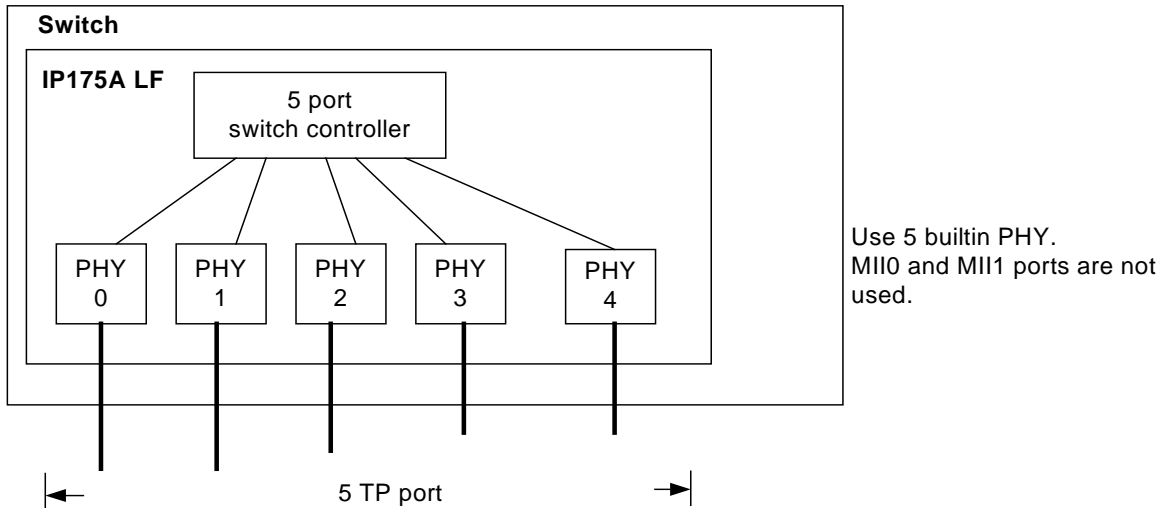 Switch
IP175A LF
5 port
switch controller
PHY
0
PHY
1
PHY
2
PHY
3
PHY
4
Use 5 builtin PHY.
MII0 and MII1 ports are not
used.
5 TP port